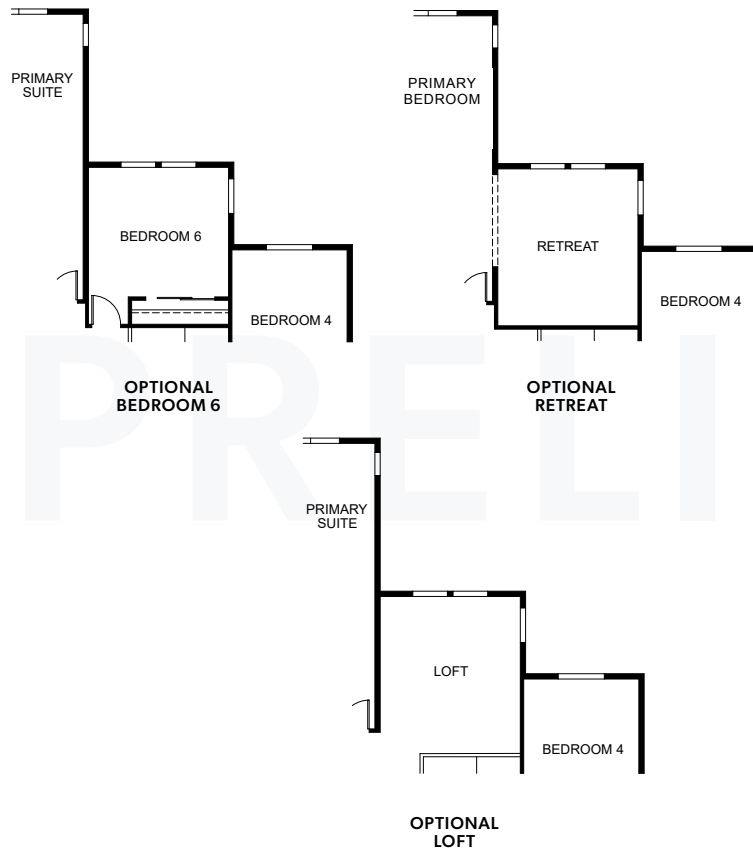 PRIMARY
SUITE
BEDROOM 6
BEDROOM 4
OPTIONAL
BEDROOM 6
PRIMARY
BEDROOM
RETREAT
BEDROOM 4
OPTIONAL
RETREAT
PRELI
PRIMARY
SUITE
LOFT
BEDROOM 4
OPTIONAL
LOFT